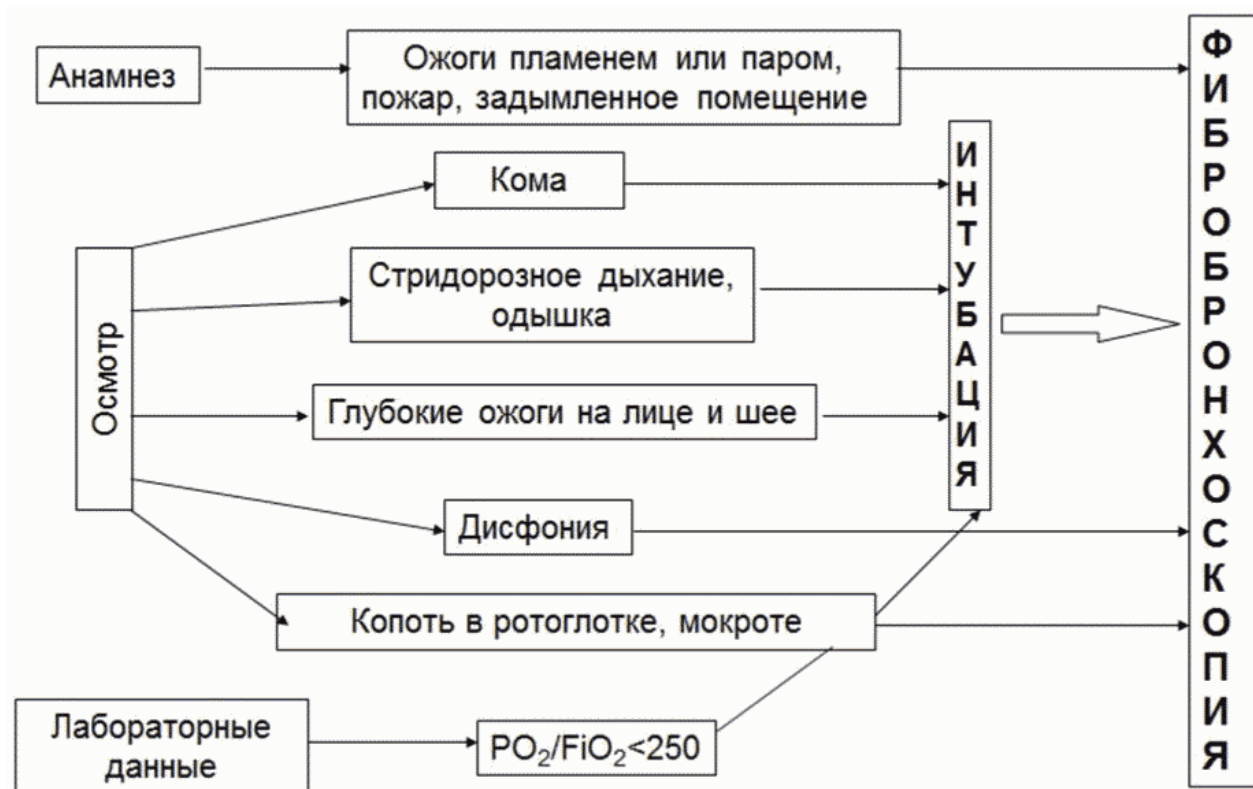 Анамнез
Ожоги пламенем или паром,
пожар, задымленное помещение
Осмотр
Кома
Стридорозное дыхание,
одышка
Глубокие ожоги на лице и шее
Дисфония
Копоть в ротоглотке, мокроте
Лабораторные
данные
PO₂/FiO₂<250
ИНТУБАЦИЯ
ФИБРОБРОНХОСКОПИЯ